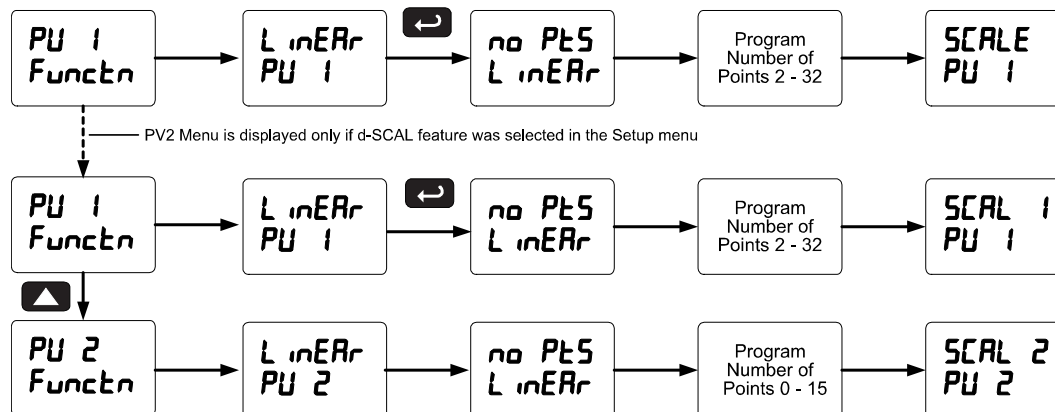 PV 1
Functn
LinEAr
PV 1
no PtS
LinEAr
Program
Number of
Points 2 - 32
SCALE
PV 1
PV2 Menu is displayed only if d-SCAL feature was selected in the Setup menu
PV 1
Functn
LinEAr
PV 1
no PtS
LinEAr
Program
Number of
Points 2 - 32
SCAL 1
PV 1
PV 2
Functn
LinEAr
PV 2
no PtS
LinEAr
Program
Number of
Points 0 - 15
SCAL 2
PV 2